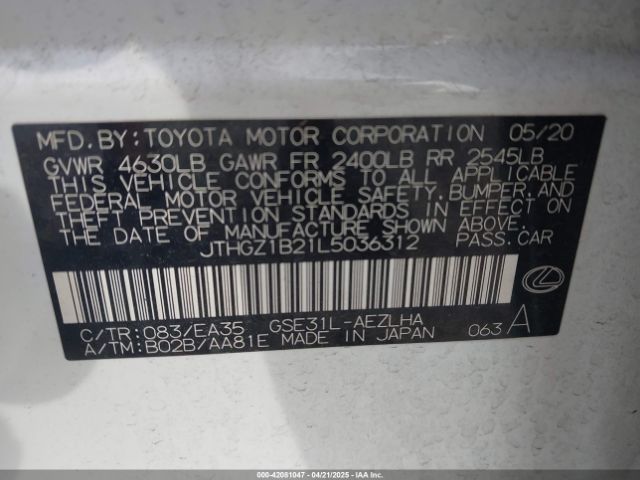 MFD. BY: TOYOTA MOTOR CORPORATION 05/20
GVWR 4630LB GAWR FR 2400LB RR 2545LB
THIS VEHICLE CONFORMS TO ALL APPLICABLE
FEDERAL MOTOR VEHICLE SAFETY, BUMPER, AND
THEFT PREVENTION STANDARDS IN EFFECT ON
THE DATE OF MANUFACTURE SHOWN ABOVE.
JTHGZ1B21L5036312 PASS. CAR
C/TR: 083/EA35 GSE31L-AEZLHA
A/TM: B02B/AA81E MADE IN JAPAN 063 A
000-42081047 04/21/2025 IAAI.com